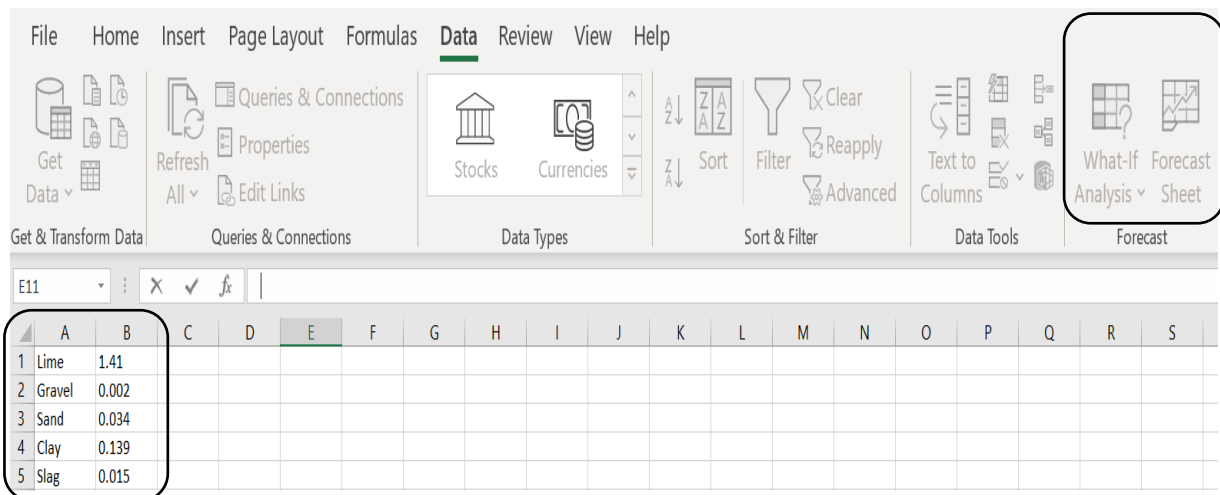 File Home Insert Page Layout Formulas Data Review View Help
Get Data
Refresh All
Queries & Connections
Properties
Edit Links
Stocks
Currencies
Sort
Filter
Clear
Reapply
Advanced
Text to Columns
What-If Analysis
Forecast Sheet
Get & Transform Data
Queries & Connections
Data Types
Sort & Filter
Data Tools
Forecast
E11 fx
A B C D E F G H I J K L M N O P Q R S
1 Lime 1.41
2 Gravel 0.002
3 Sand 0.034
4 Clay 0.139
5 Slag 0.015